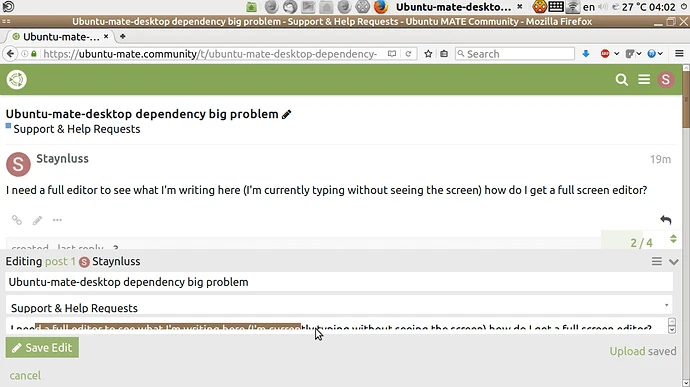 Ubuntu-mate-desktop dependency big problem - Support & Help Requests - Ubuntu MATE Community - Mozilla Firefox
Ubuntu-mate-deskto...
en
27 °C 04:02
Ubuntu-mate-...
https://ubuntu-mate.community/t/ubuntu-mate-desktop-dependency-
Search
S
Ubuntu-mate-desktop dependency big problem
Support & Help Requests
S
Staynluss
19m
I need a full editor to see what I'm writing here (I'm currently typing without seeing the screen) how do I get a full screen editor?
created
last reply
3
2 / 4
Editing post 1 S Staynluss
Ubuntu-mate-desktop dependency big problem
Support & Help Requests
I need a full editor to see what I'm writing here (I'm currently typing without seeing the screen) how do I get a full screen editor?
Save Edit
Upload saved
cancel